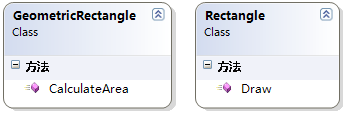 GeometricRectangle
Class
方法
CalculateArea
Rectangle
Class
方法
Draw